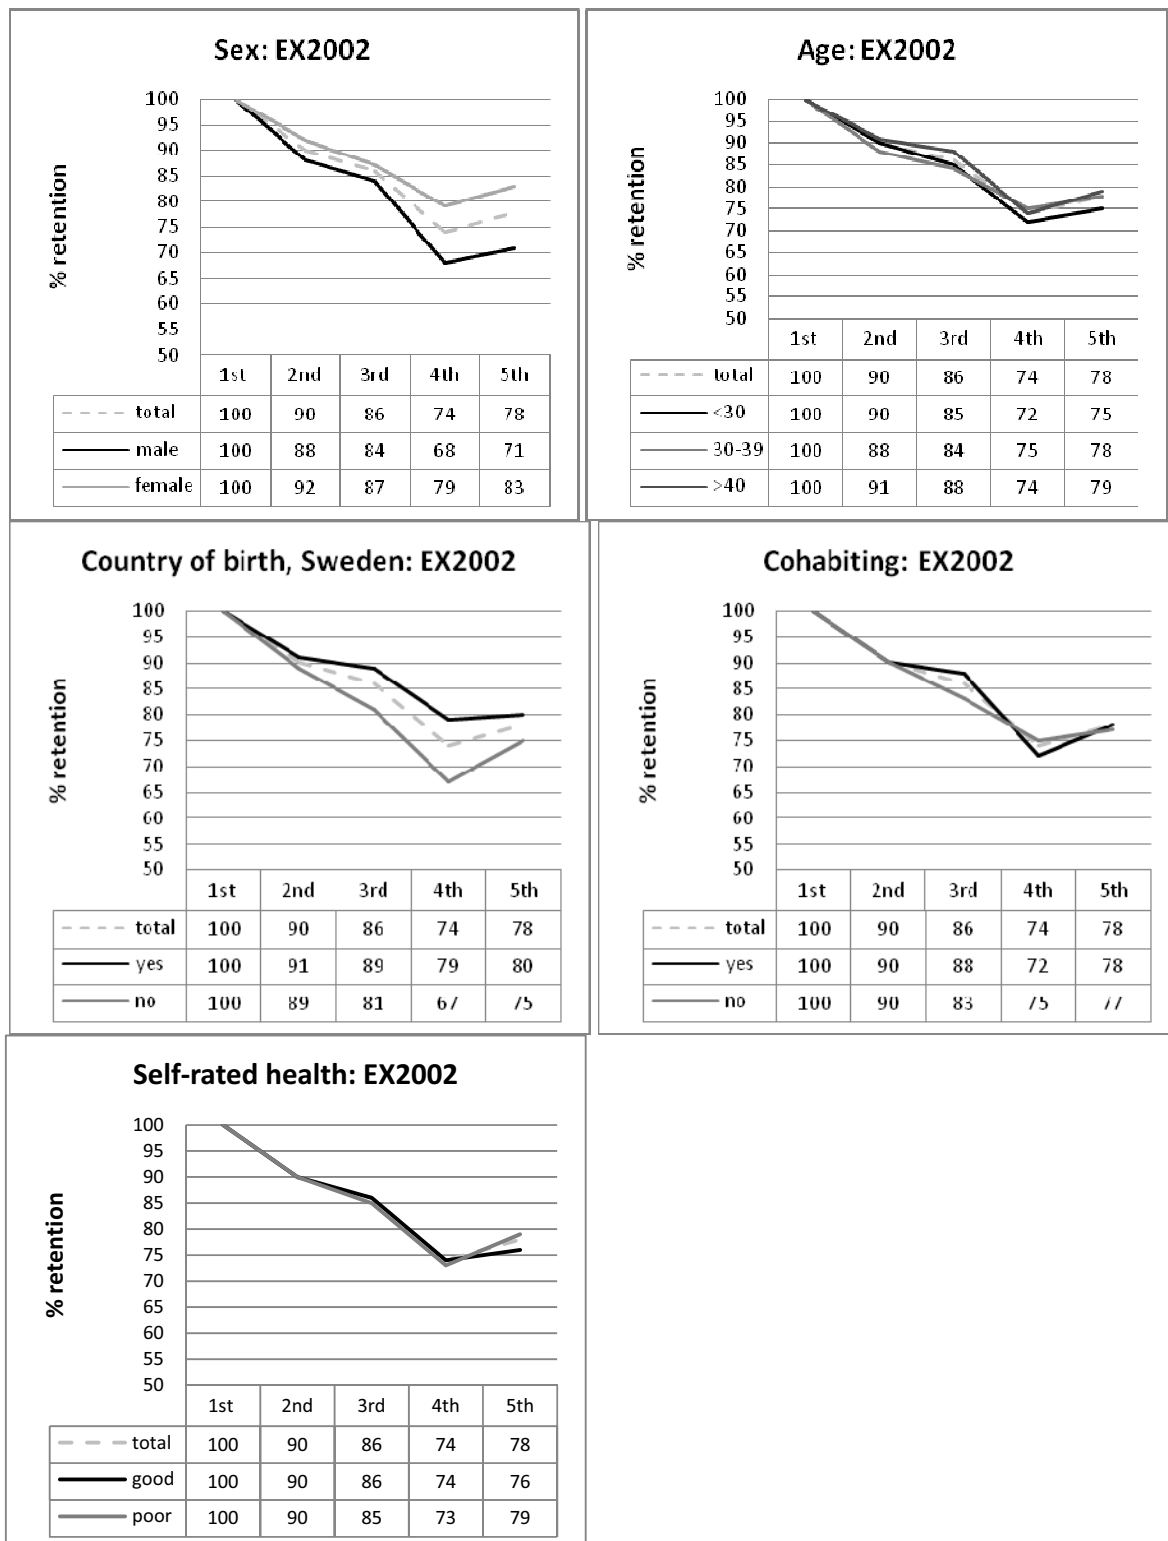 Sex: EX2002
% retention
100
95
90
85
80
75
70
65
60
55
50
1st 2nd 3rd 4th 5th
total 100 90 86 74 78
male 100 88 84 68 71
female 100 92 87 79 83
Age: EX2002
% retention
100
95
90
85
80
75
70
65
60
55
50
1st 2nd 3rd 4th 5th
total 100 90 86 74 78
<30 100 90 85 72 75
30-39 100 88 84 75 78
>40 100 91 88 74 79
Country of birth, Sweden: EX2002
% retention
100
95
90
85
80
75
70
65
60
55
50
1st 2nd 3rd 4th 5th
total 100 90 86 74 78
yes 100 91 89 79 80
no 100 89 81 67 75
Cohabiting: EX2002
% retention
100
95
90
85
80
75
70
65
60
55
50
1st 2nd 3rd 4th 5th
total 100 90 86 74 78
yes 100 90 88 72 78
no 100 90 83 75 77
Self-rated health: EX2002
% retention
100
95
90
85
80
75
70
65
60
55
50
1st 2nd 3rd 4th 5th
total 100 90 86 74 78
good 100 90 86 74 76
poor 100 90 85 73 79